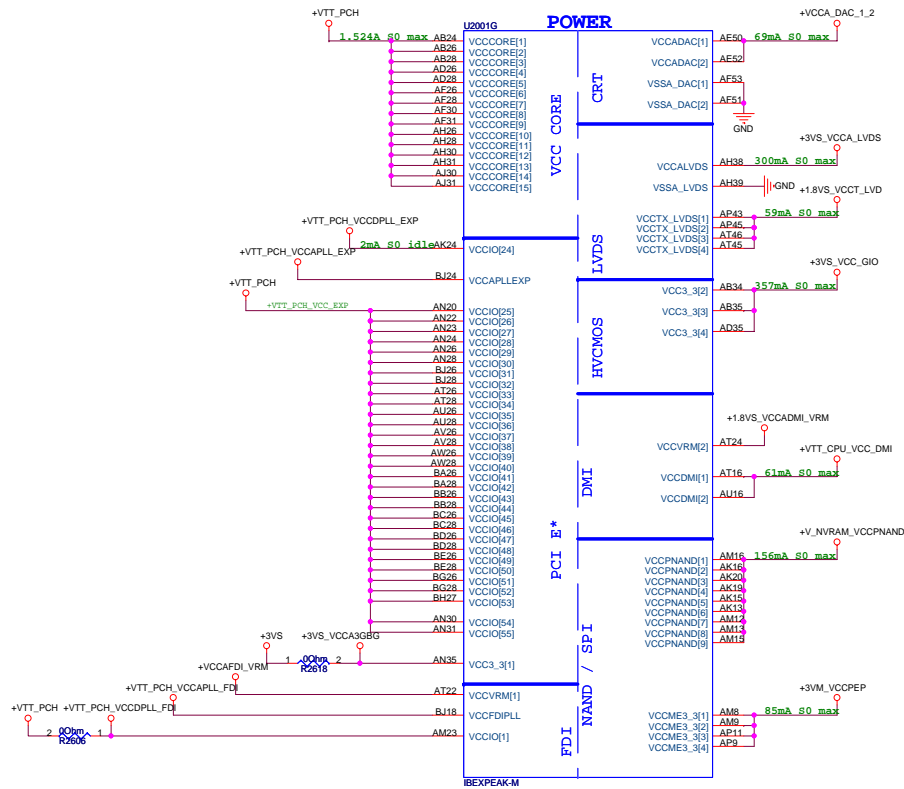 POWER
U2001G
+VTT_PCH
1.524A S0 max
AB24 VCCCORE[1]
AB26 VCCCORE[2]
AB28 VCCCORE[3]
AD26 VCCCORE[4]
AD28 VCCCORE[5]
AF26 VCCCORE[6]
AF28 VCCCORE[7]
AF30 VCCCORE[8]
AF31 VCCCORE[9]
AH26 VCCCORE[10]
AH28 VCCCORE[11]
AH30 VCCCORE[12]
AH31 VCCCORE[13]
AJ30 VCCCORE[14]
AJ31 VCCCORE[15]
+VTT_PCH_VCCDPLL_EXP
2mA S0 idle
AK24 VCCIO[24]
+VTT_PCH_VCCAPLL_EXP
BJ24 VCCAPLLEXP
+VTT_PCH
+VTT_PCH_VCC_EXP
AN20 VCCIO[25]
AN22 VCCIO[26]
AN23 VCCIO[27]
AN24 VCCIO[28]
AN26 VCCIO[29]
AN28 VCCIO[30]
BJ26 VCCIO[31]
BJ28 VCCIO[32]
AT26 VCCIO[33]
AT28 VCCIO[34]
AU26 VCCIO[35]
AU28 VCCIO[36]
AV26 VCCIO[37]
AV28 VCCIO[38]
AW26 VCCIO[39]
AW28 VCCIO[40]
BA26 VCCIO[41]
BA28 VCCIO[42]
BB26 VCCIO[43]
BB28 VCCIO[44]
BC26 VCCIO[45]
BC28 VCCIO[46]
BD26 VCCIO[47]
BD28 VCCIO[48]
BE26 VCCIO[49]
BE28 VCCIO[50]
BG26 VCCIO[51]
BG28 VCCIO[52]
BH27 VCCIO[53]
AN30 VCCIO[54]
AN31 VCCIO[55]
+3VS
+3VS_VCCA3GBG
1 0Ohm 2
R2618
AN35 VCC3_3[1]
+VCCAFDI_VRM
AT22 VCCVRM[1]
+VTT_PCH_VCCAPLL_FDI
BJ18 VCCFDIPLL
+VTT_PCH
+VTT_PCH_VCCDPLL_FDI
2 0Ohm 1
R2606
AM23 VCCIO[1]
VCC CORE
PCI E*
FDI
CRT
LVDS
HVCMOS
DMI
NAND / SPI
+VCCA_DAC_1_2
VCCADAC[1] AE50
69mA S0 max
VCCADAC[2] AE52
VSSA_DAC[1] AF53
VSSA_DAC[2] AF51
GND
+3VS_VCCA_LVDS
VCCALVDS AH38
300mA S0 max
VSSA_LVDS AH39
GND
+1.8VS_VCCT_LVD
VCCTX_LVDS[1] AP43
59mA S0 max
VCCTX_LVDS[2] AP45
VCCTX_LVDS[3] AT46
VCCTX_LVDS[4] AT45
+3VS_VCC_GIO
VCC3_3[2] AB34
357mA S0 max
VCC3_3[3] AB35
VCC3_3[4] AD35
+1.8VS_VCCADMI_VRM
VCCVRM[2] AT24
+VTT_CPU_VCC_DMI
VCCDMI[1] AT16
61mA S0 max
VCCDMI[2] AU16
+V_NVRAM_VCCPNAND
VCCPNAND[1] AM16
156mA S0 max
VCCPNAND[2] AK16
VCCPNAND[3] AK20
VCCPNAND[4] AK19
VCCPNAND[5] AK15
VCCPNAND[6] AK13
VCCPNAND[7] AM12
VCCPNAND[8] AM13
VCCPNAND[9] AM15
+3VM_VCCPEP
VCCME3_3[1] AM8
85mA S0 max
VCCME3_3[2] AM9
VCCME3_3[3] AP11
VCCME3_3[4] AP9
IBEXPEAK-M